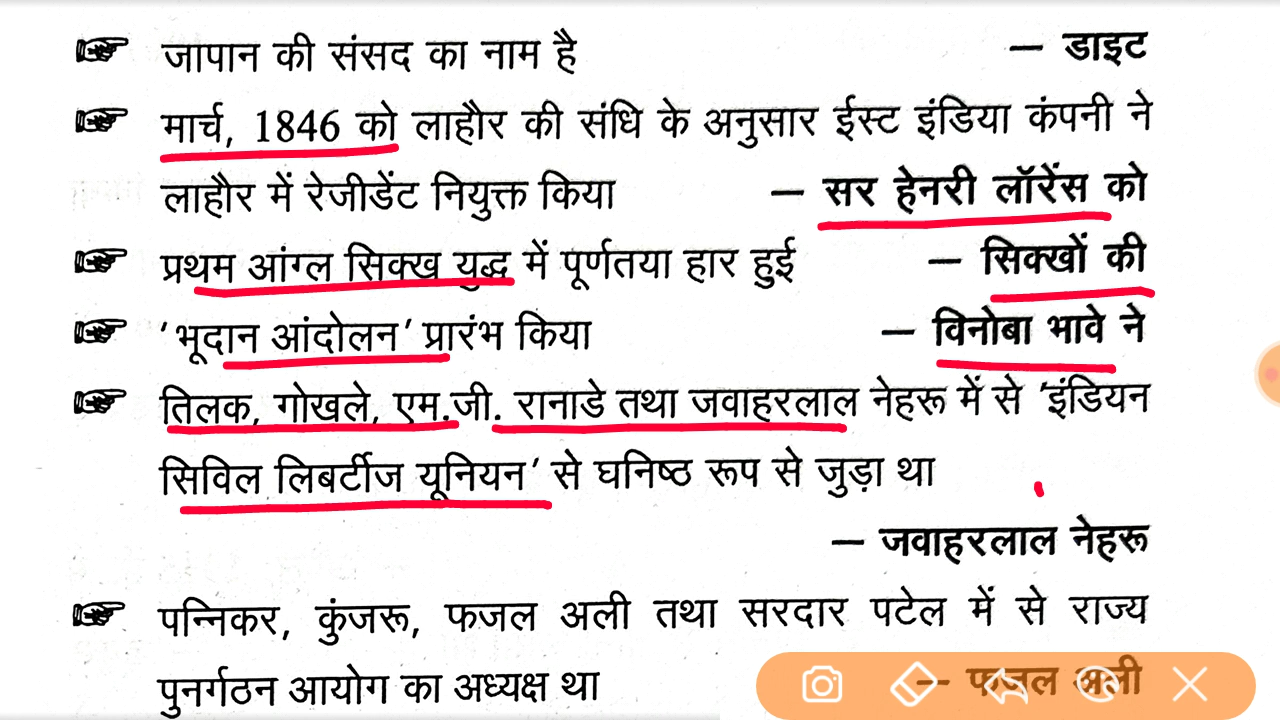 जापान की संसद का नाम है — डाइट
मार्च, 1846 को लाहौर की संधि के अनुसार ईस्ट इंडिया कंपनी ने
लाहौर में रेजीडेंट नियुक्त किया — सर हेनरी लॉरेंस को
प्रथम आंग्ल सिक्ख युद्ध में पूर्णतया हार हुई — सिक्खों की
'भूदान आंदोलन' प्रारंभ किया — विनोबा भावे ने
तिलक, गोखले, एम.जी. रानाडे तथा जवाहरलाल नेहरू में से 'इंडियन
सिविल लिबर्टीज यूनियन' से घनिष्ठ रूप से जुड़ा था
— जवाहरलाल नेहरू
पन्निकर, कुंजरू, फजल अली तथा सरदार पटेल में से राज्य
पुनर्गठन आयोग का अध्यक्ष था — फजल अली